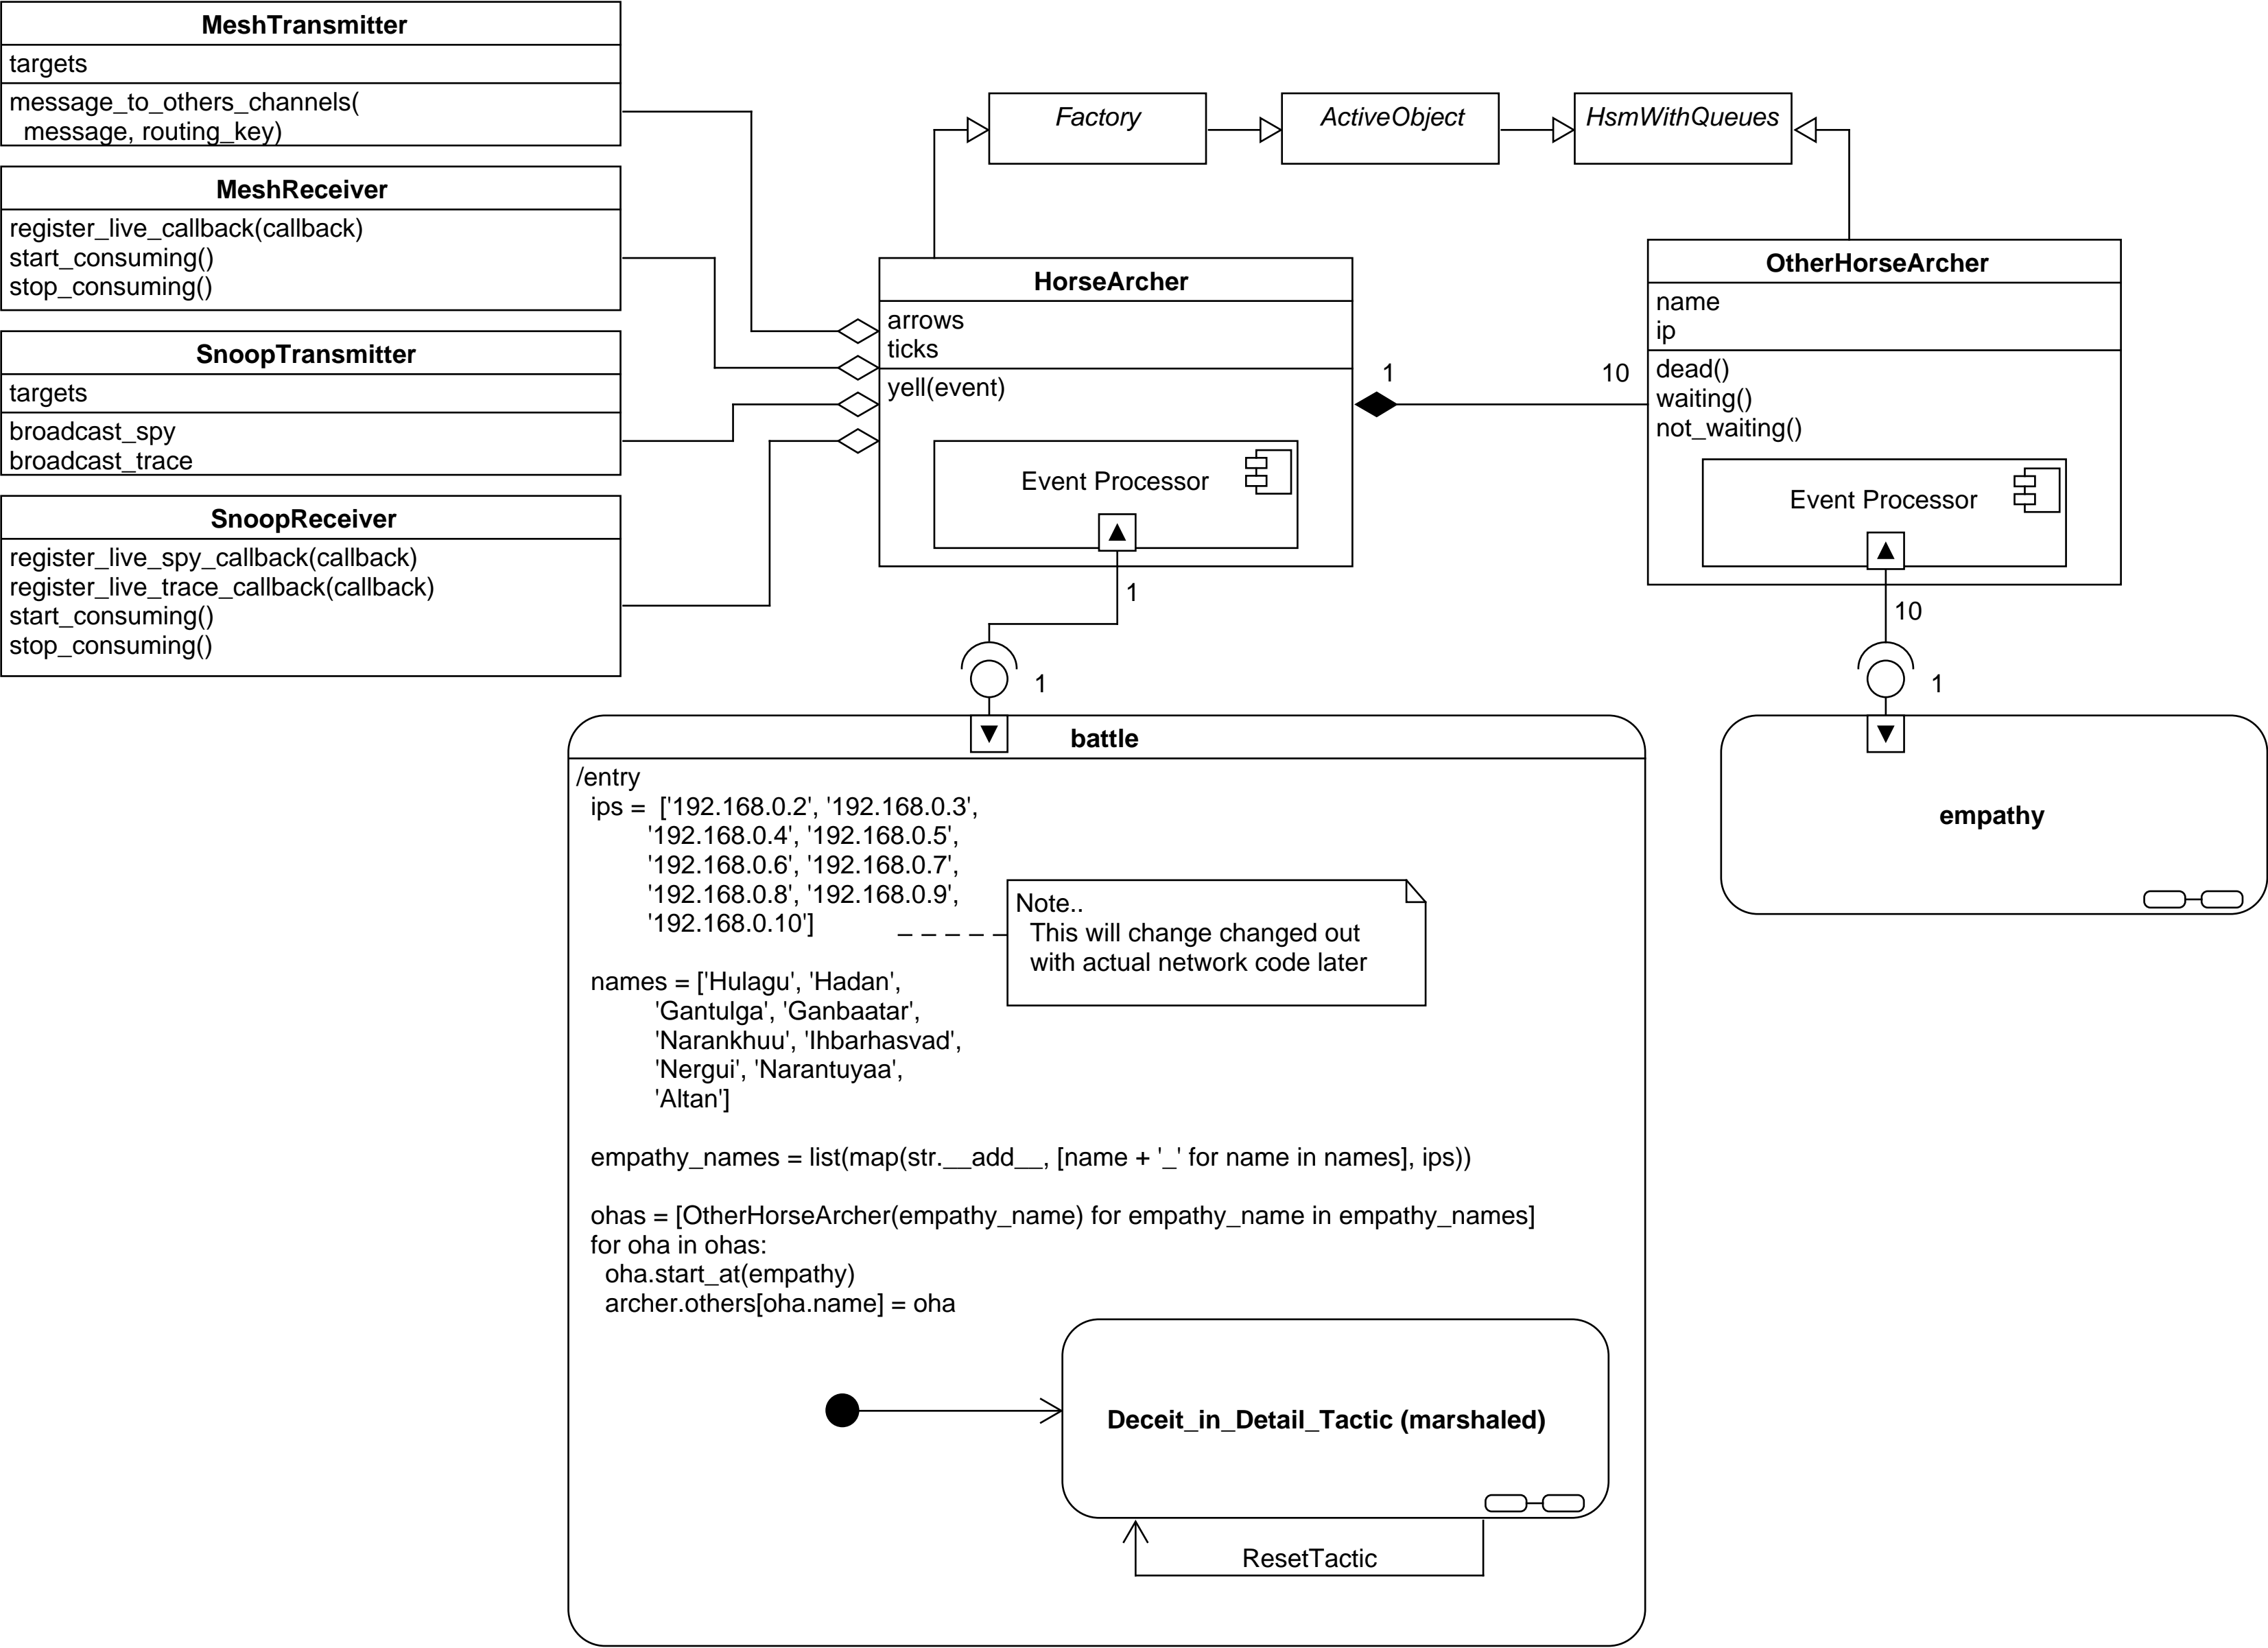 MeshTransmitter
targets
message_to_others_channels(
message, routing_key)
MeshReceiver
register_live_callback(callback)
start_consuming()
stop_consuming()
SnoopTransmitter
targets
broadcast_spy
broadcast_trace
SnoopReceiver
register_live_spy_callback(callback)
register_live_trace_callback(callback)
start_consuming()
stop_consuming()
Factory
ActiveObject
HsmWithQueues
HorseArcher
arrows
ticks
yell(event)
Event Processor
1
1
1
10
OtherHorseArcher
name
ip
dead()
waiting()
not_waiting()
Event Processor
10
1
battle
/entry
ips =  ['192.168.0.2', '192.168.0.3',
'192.168.0.4', '192.168.0.5',
'192.168.0.6', '192.168.0.7',
'192.168.0.8', '192.168.0.9',
'192.168.0.10']
Note..
This will change changed out
with actual network code later
names = ['Hulagu', 'Hadan',
'Gantulga', 'Ganbaatar',
'Narankhuu', 'Ihbarhasvad',
'Nergui', 'Narantuyaa',
'Altan']
empathy_names = list(map(str.__add__, [name + '_' for name in names], ips))
ohas = [OtherHorseArcher(empathy_name) for empathy_name in empathy_names]
for oha in ohas:
oha.start_at(empathy)
archer.others[oha.name] = oha
Deceit_in_Detail_Tactic (marshaled)
ResetTactic
empathy